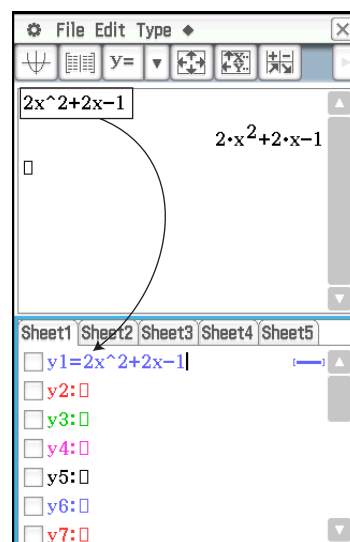 File Edit Type ◆
y=
2x^2+2x−1
2·x²+2·x−1
Sheet1 Sheet2 Sheet3 Sheet4 Sheet5
y1=2x^2+2x−1
y2:▯
y3:▯
y4:▯
y5:▯
y6:▯
y7:▯